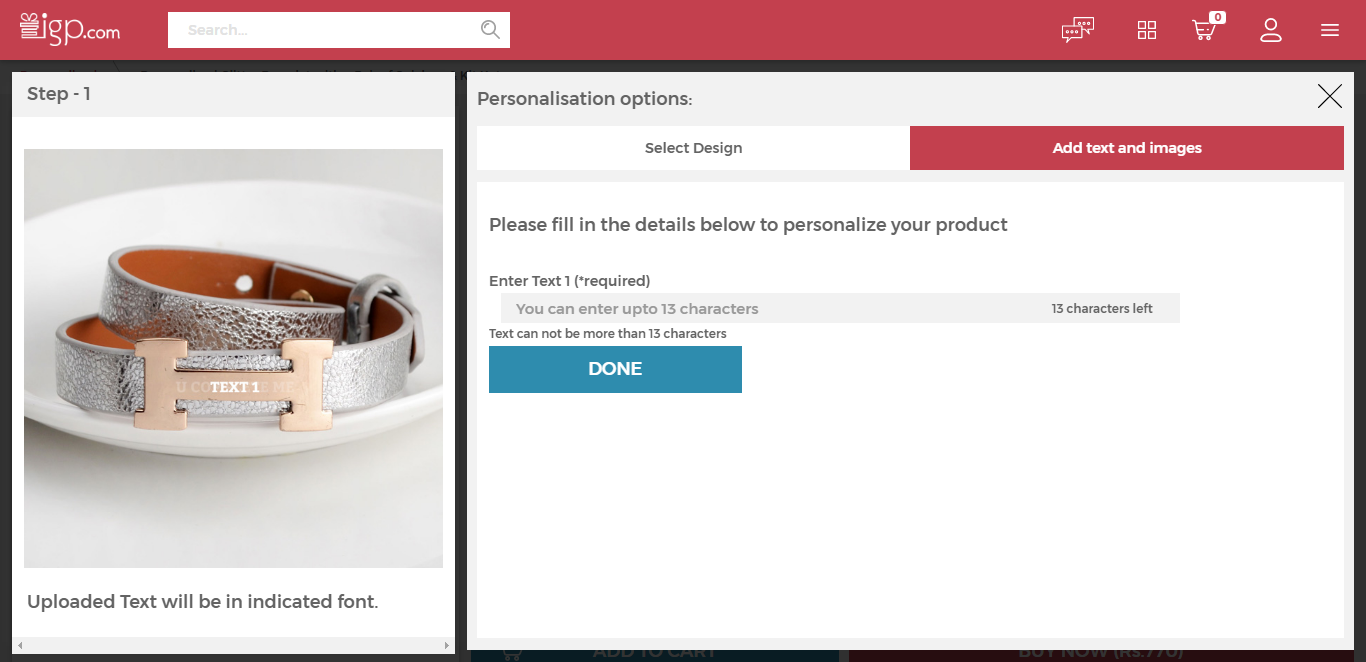 igp.com
Search...
0
Step - 1
TEXT 1
Uploaded Text will be in indicated font.
Personalisation options:
Select Design
Add text and images
Please fill in the details below to personalize your product
Enter Text 1 (*required)
You can enter upto 13 characters
13 characters left
Text can not be more than 13 characters
DONE
ADD TO CART
BUY NOW (Rs.770)